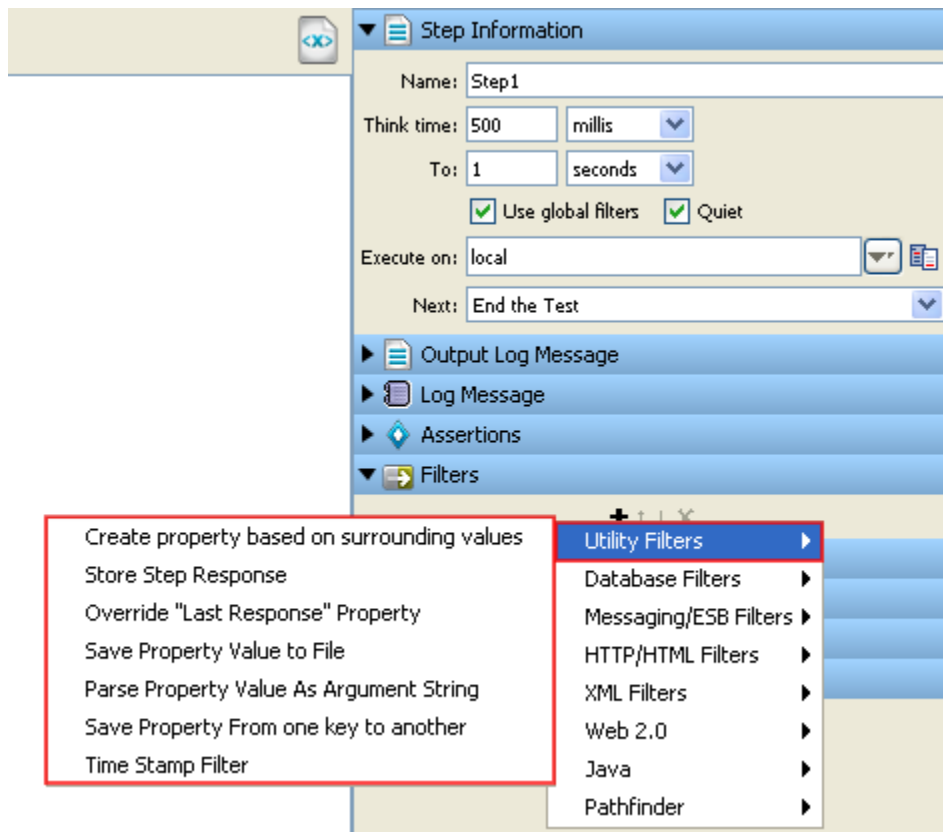 <x>
Step Information
Name: Step1
Think time: 500 millis
To: 1 seconds
Use global filters Quiet
Execute on: local
Next: End the Test
Output Log Message
Log Message
Assertions
Filters
Utility Filters
Database Filters
Messaging/ESB Filters
HTTP/HTML Filters
XML Filters
Web 2.0
Java
Pathfinder
Create property based on surrounding values
Store Step Response
Override "Last Response" Property
Save Property Value to File
Parse Property Value As Argument String
Save Property From one key to another
Time Stamp Filter